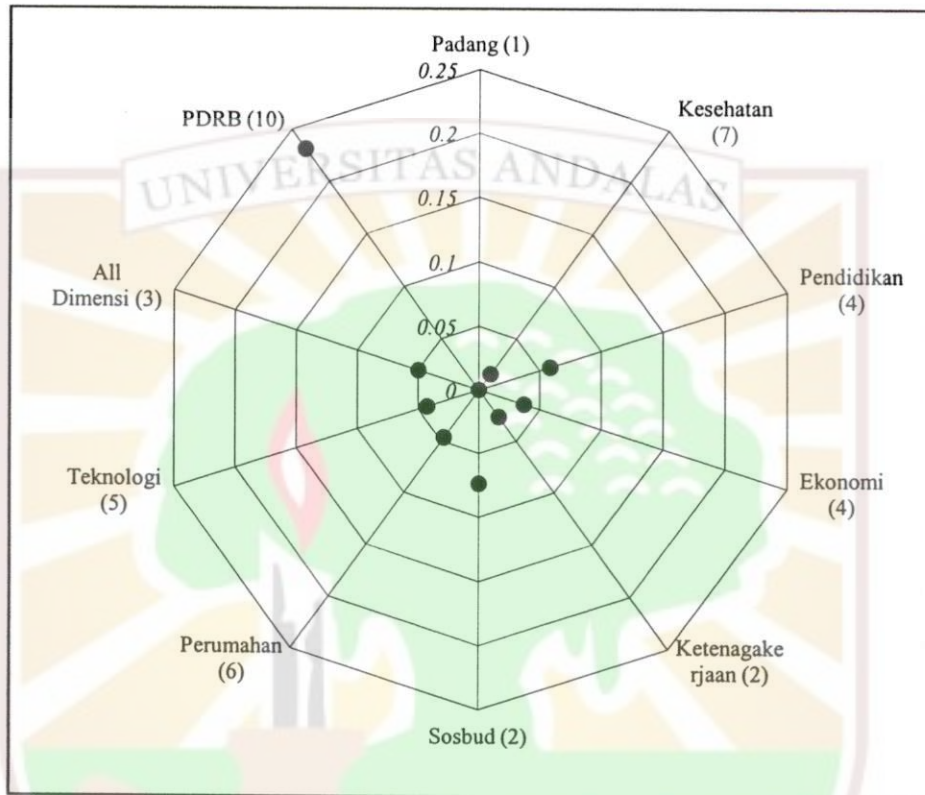 Padang (1)
0.25
Kesehatan
(7)
PDRB (10)
0.2
UNIVERSITAS ANDALAS
0.15
All
Dimensi (3)
Pendidikan
(4)
0.1
0.05
0
Teknologi
(5)
Ekonomi
(4)
Perumahan
(6)
Ketenagake
rjaan (2)
Sosbud (2)